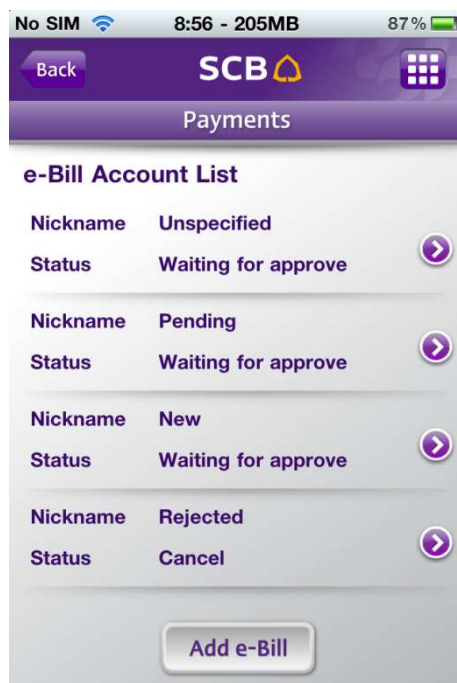 No SIM 8:56 - 205MB 87%
Back SCB
Payments
e-Bill Account List
Nickname Unspecified
Status Waiting for approve
Nickname Pending
Status Waiting for approve
Nickname New
Status Waiting for approve
Nickname Rejected
Status Cancel
Add e-Bill